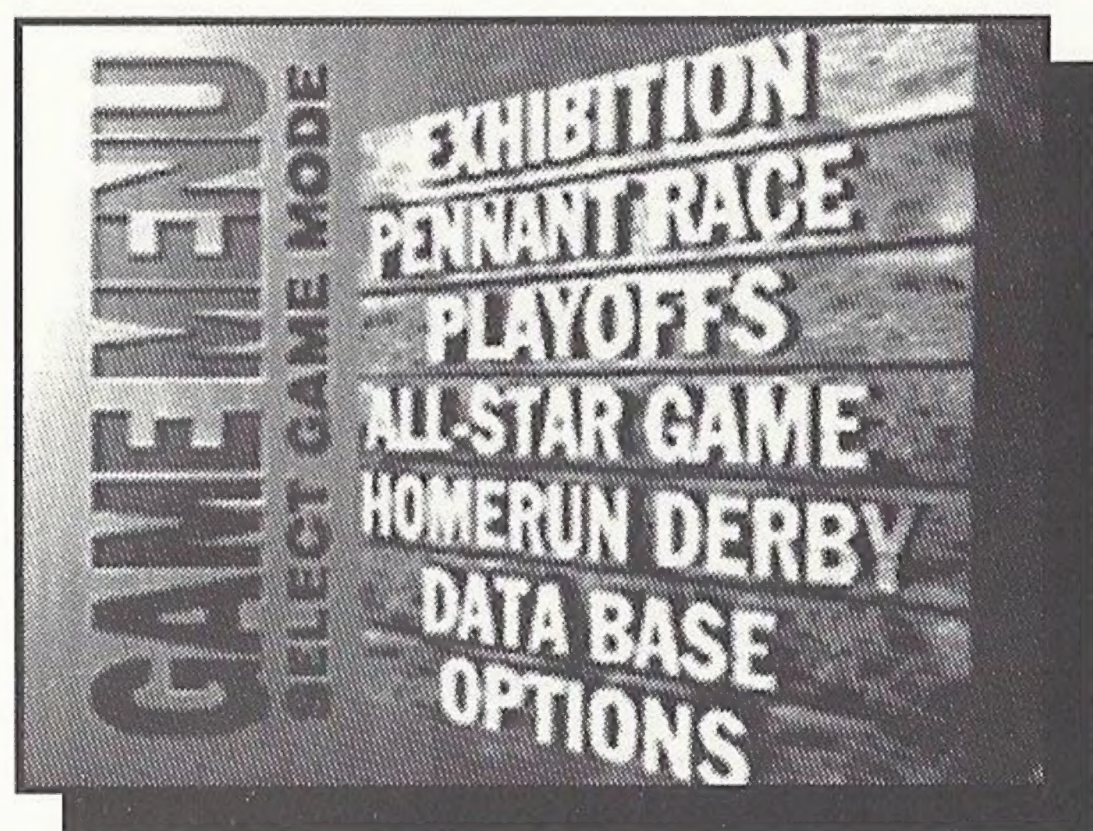 GAME MENU
SELECT GAME MODE
EXHIBITION
PENNANT RACE
PLAYOFFS
ALL-STAR GAME
HOMERUN DERBY
DATA BASE
OPTIONS